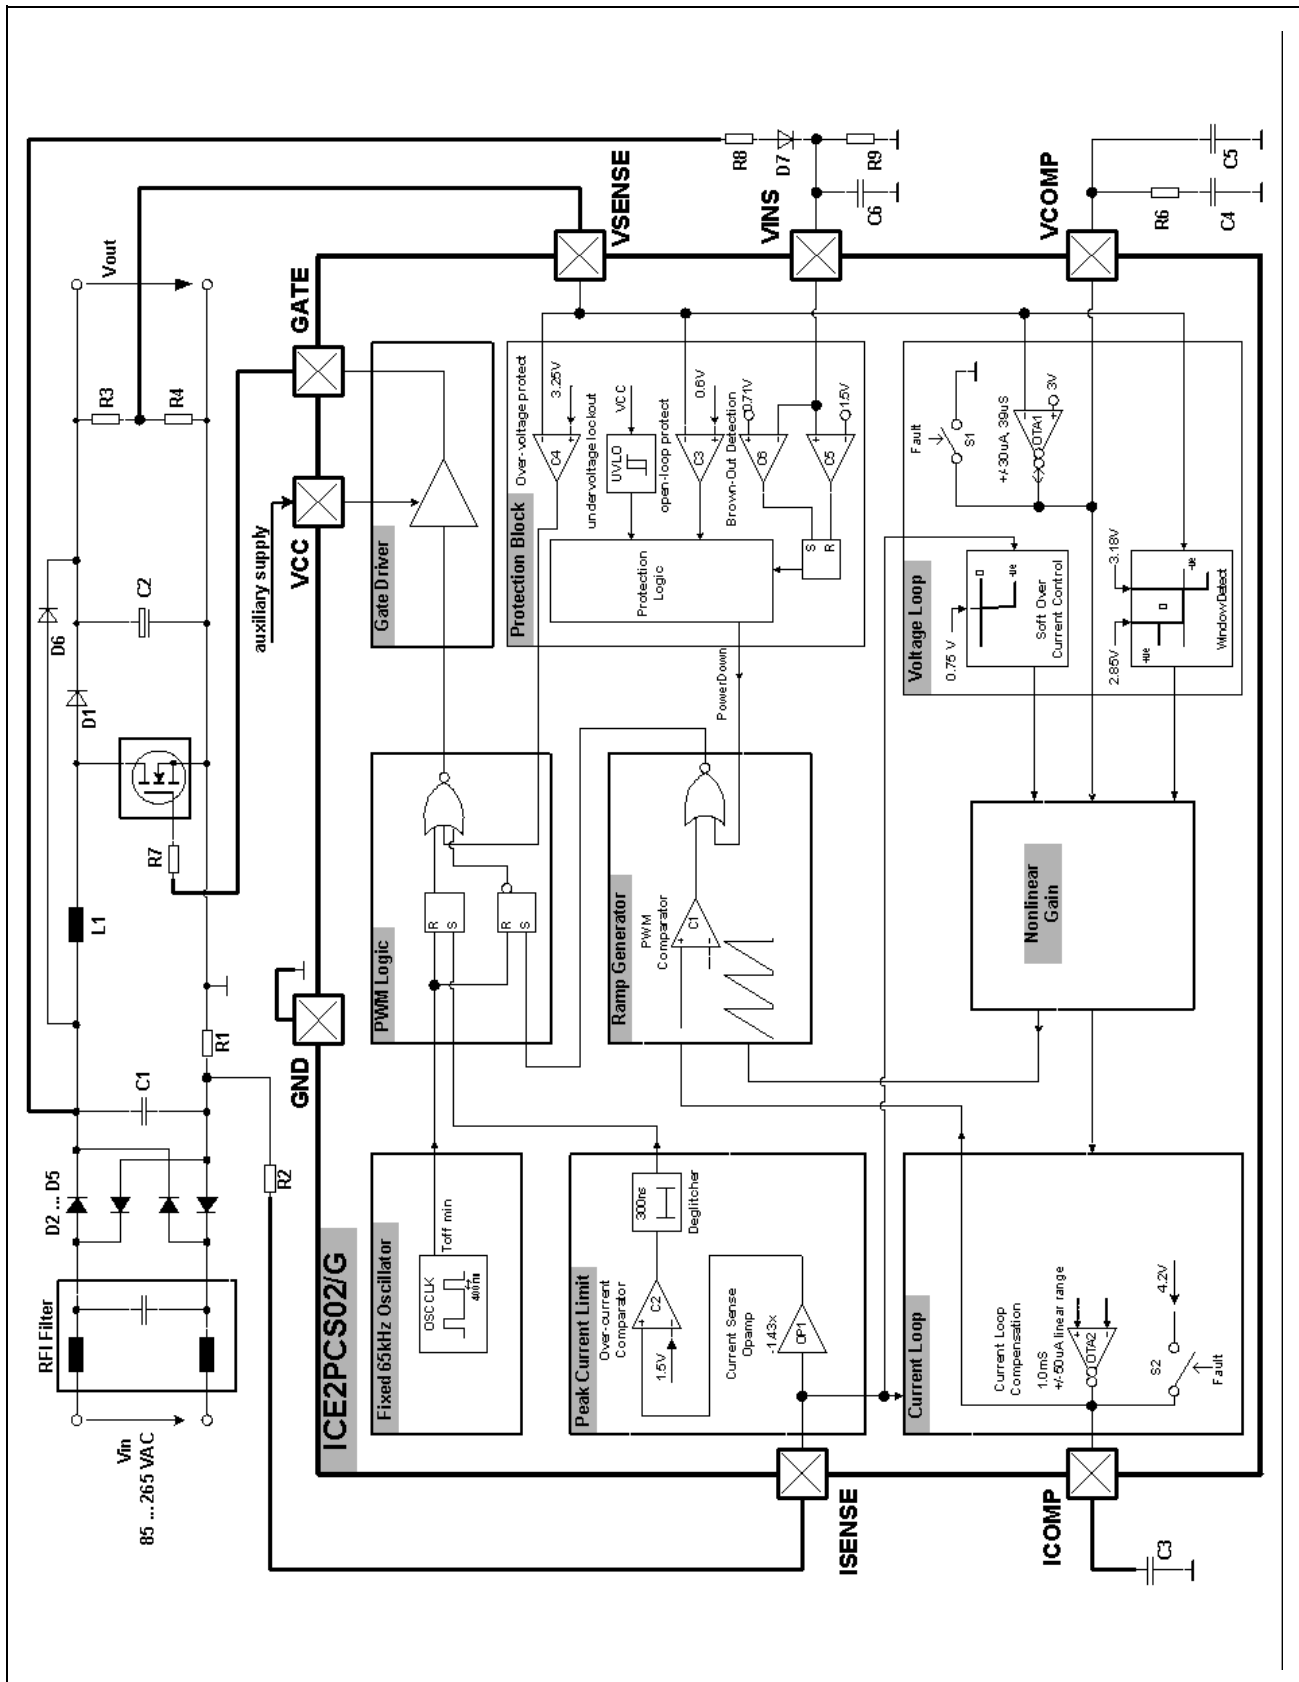 Vin
85 ... 265 VAC
RFI Filter
D2 ... D5
C1
R1
R2
L1
R7
D1
D6
C2
R3
R4
Vout
auxiliary supply
GND
VCC
GATE
VSENSE
R8
D7
R9
C6
VINS
VCOMP
R6
C4
C5
ISENSE
ICOMP
C3
ICE2PCS02/G
Fixed 65kHz Oscillator
OSC CLK
Toff min
PWM Logic
R
S
R
S
Gate Driver
Peak Current Limit
Over-current
Comparator
1.5V
+
-
C2
300ns
Deglitcher
Current Sense
Opamp
-1.43x
OP1
Ramp Generator
PWM
Comparator
+
-
C1
Protection Block
Over-voltage protect
3.25V
-
+
C4
undervoltage lockout
VCC
UVLO
open-loop protect
0.6V
-
+
C3
Brown-Out Detection
0.71V
+
-
C6
1.5V
+
-
C5
S
R
Protection
Logic
PowerDown
Current Loop
Current Loop
Compensation
1.0mS
+/-50uA linear range
+
-
OTA2
4.2V
S2
Fault
Nonlinear
Gain
Voltage Loop
0.75 V
0
-ve
Soft Over
Current Control
2.85V
3.18V
+ve
0
-ve
Window Detect
Fault
S1
+/-30uA, 39uS
-
+
OTA1
3V